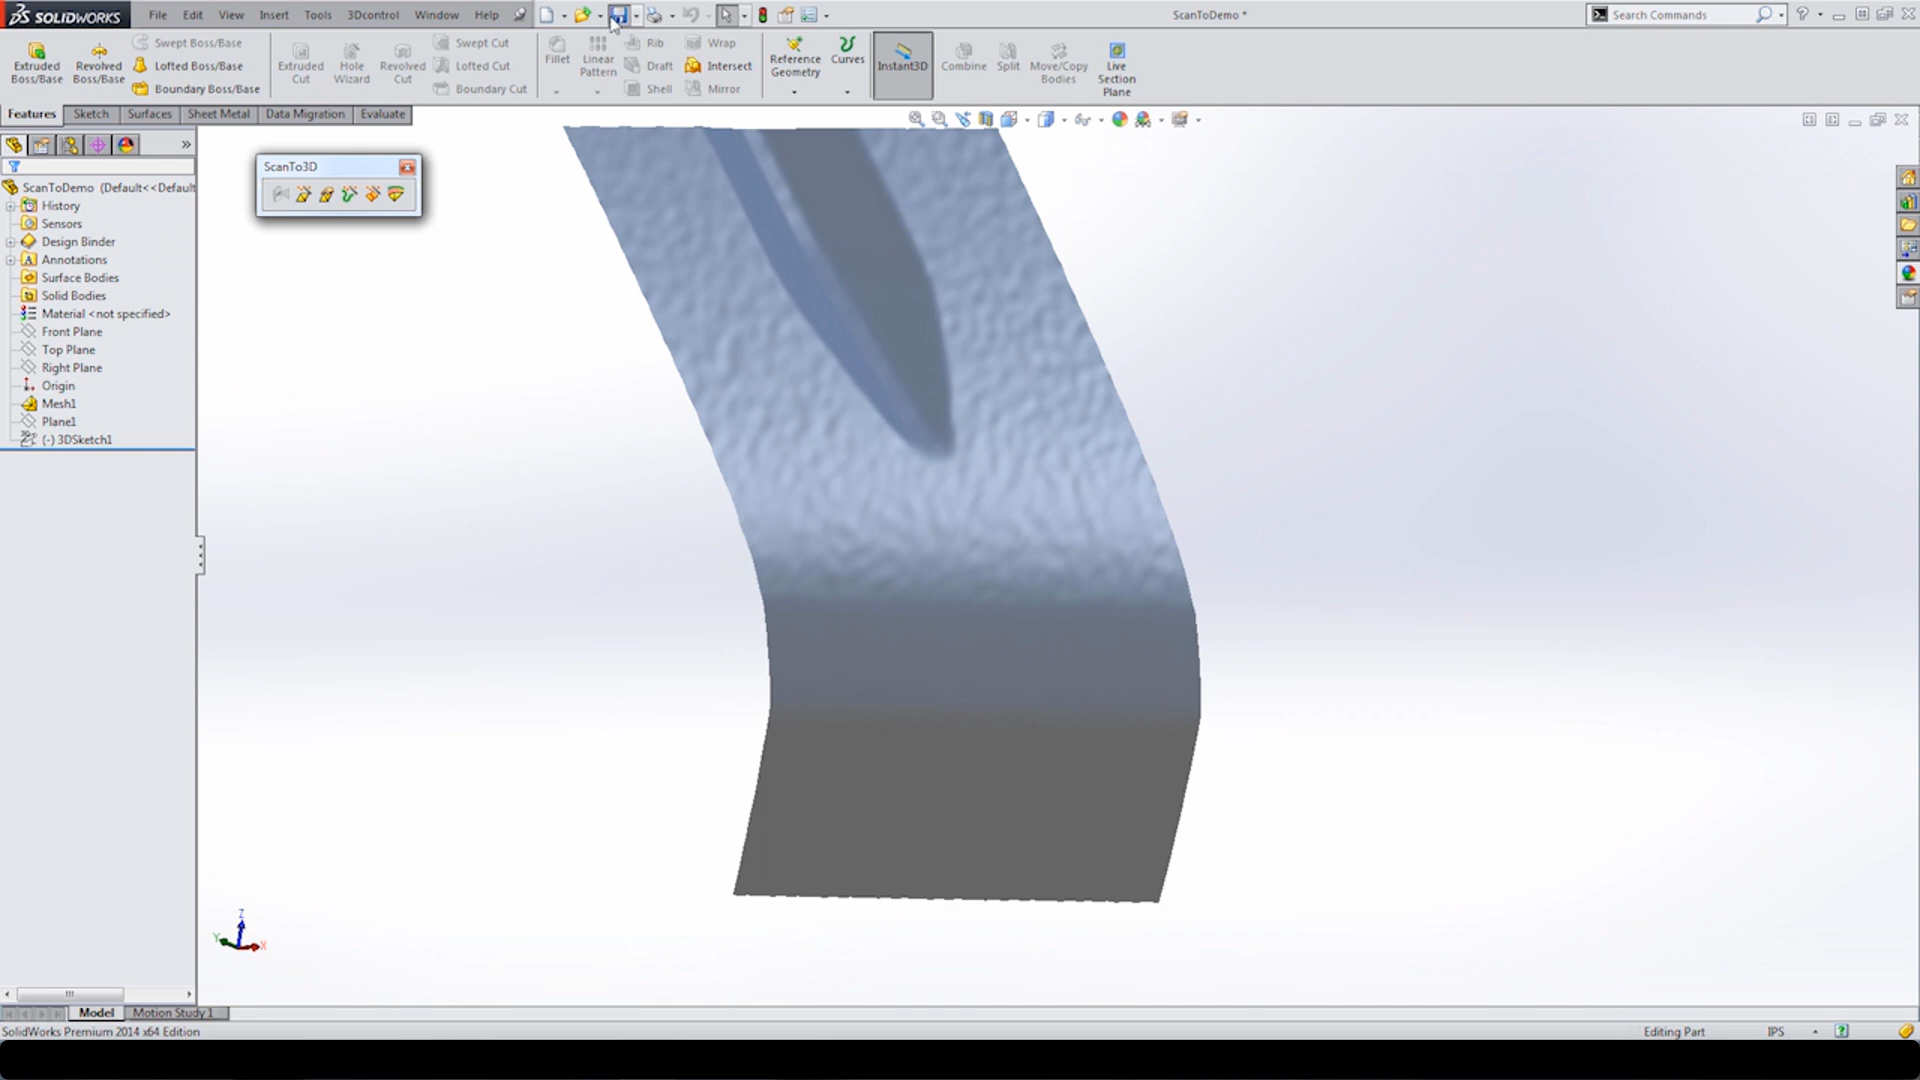 SOLIDWORKS File Edit View Insert Tools 3Dcontrol Window Help ScanToDemo * Search Commands
Extruded Boss/Base
Revolved Boss/Base
Swept Boss/Base
Lofted Boss/Base
Boundary Boss/Base
Extruded Cut
Hole Wizard
Revolved Cut
Swept Cut
Lofted Cut
Boundary Cut
Fillet
Linear Pattern
Rib
Draft
Shell
Wrap
Intersect
Mirror
Reference Geometry
Curves
Instant3D
Combine
Split
Move/Copy Bodies
Live Section Plane
Features Sketch Surfaces Sheet Metal Data Migration Evaluate
ScanTo3D
ScanToDemo (Default<<Default
History
Sensors
Design Binder
Annotations
Surface Bodies
Solid Bodies
Material <not specified>
Front Plane
Top Plane
Right Plane
Origin
Mesh1
Plane1
(-) 3DSketch1
Z
Y X
Model Motion Study 1
SolidWorks Premium 2014 x64 Edition Editing Part IPS